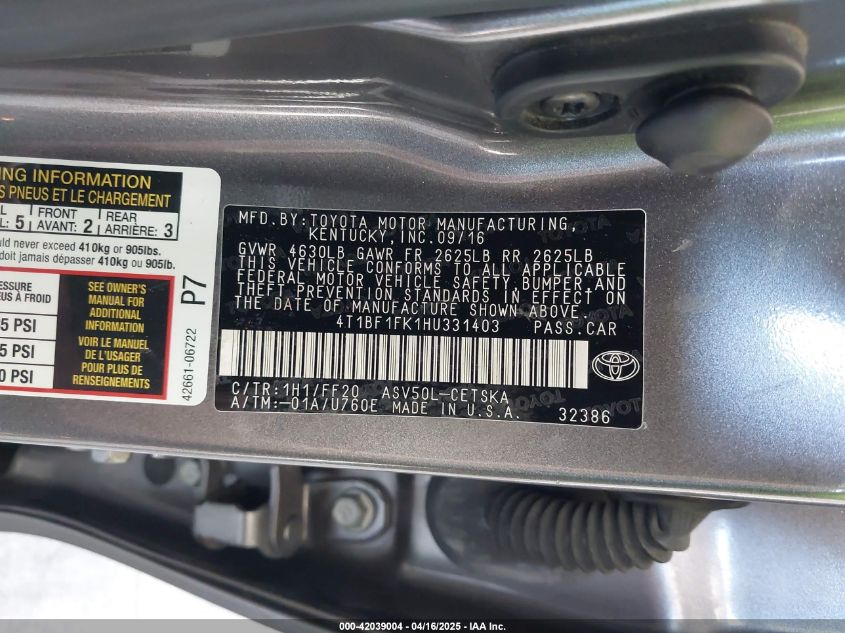 ING INFORMATION
S PNEUS ET LE CHARGEMENT
5 FRONT AVANT: 2 REAR ARRIÈRE: 3
ould never exceed 410kg or 905lbs.
doit jamais dépasser 410kg ou 905lb.
SEE OWNER'S
MANUAL FOR
ADDITIONAL
INFORMATION
VOIR LE MANUEL
DE L'USAGER
POUR PLUS DE
RENSEIGNEMENTS
ESSURE
EUS À FROID
5 PSI
5 PSI
0 PSI
P7
42661-06722
MFD.BY:TOYOTA MOTOR MANUFACTURING,
KENTUCKY,INC.09/16
GVWR 4630LB GAWR FR 2625LB RR 2625LB
THIS VEHICLE CONFORMS TO ALL APPLICABLE
FEDERAL MOTOR VEHICLE SAFETY,BUMPER,AND
THEFT PREVENTION STANDARDS IN EFFECT ON
THE DATE OF MANUFACTURE SHOWN ABOVE.
4T1BF1FK1HU331403 PASS.CAR
C/TR:1H1/FF20 ASV50L-CETSKA
A/TM:-01A/U760E MADE IN U.S.A.
32386
000-42039004 - 04/16/2025 - IAA Inc.